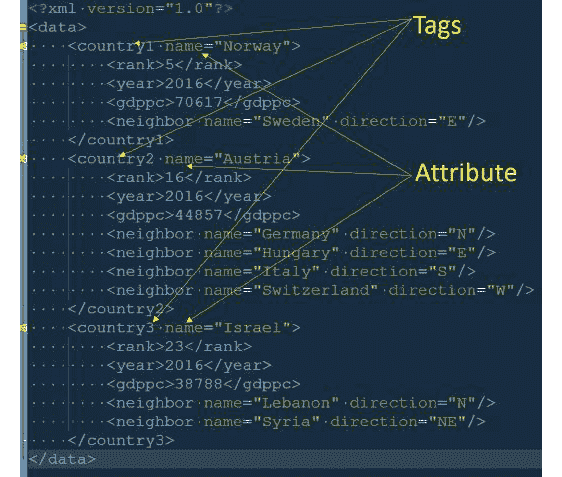 <?xml version="1.0"?>
Tags
<data>
<country1 name="Norway">
<rank>5</rank>
<year>2016</year>
<gdppc>70617</gdppc>
<neighbor name="Sweden" direction="E"/>
</country1>
<country2 name="Austria">
Attribute
<rank>16</rank>
<year>2016</year>
<gdppc>44857</gdppc>
<neighbor name="Germany" direction="N"/>
<neighbor name="Hungary" direction="E"/>
<neighbor name="Italy" direction="S"/>
<neighbor name="Switzerland" direction="W"/>
</country2>
<country3 name="Israel">
<rank>23</rank>
<year>2016</year>
<gdppc>38788</gdppc>
<neighbor name="Lebanon" direction="N"/>
<neighbor name="Syria" direction="NE"/>
</country3>
</data>